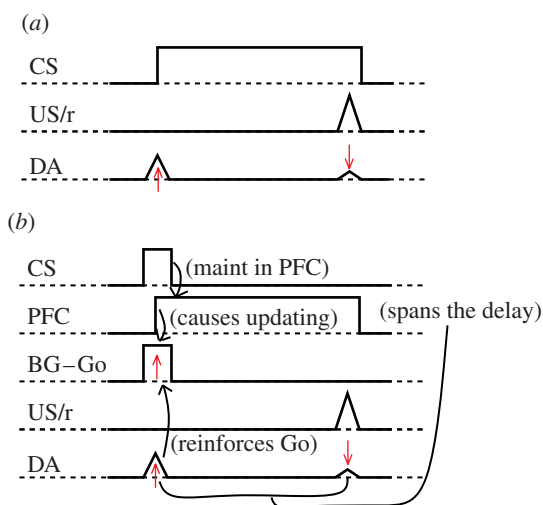 (a)
CS
US/r
DA
(b)
CS
(maint in PFC)
PFC
(causes updating)
(spans the delay)
BG–Go
US/r
(reinforces Go)
DA